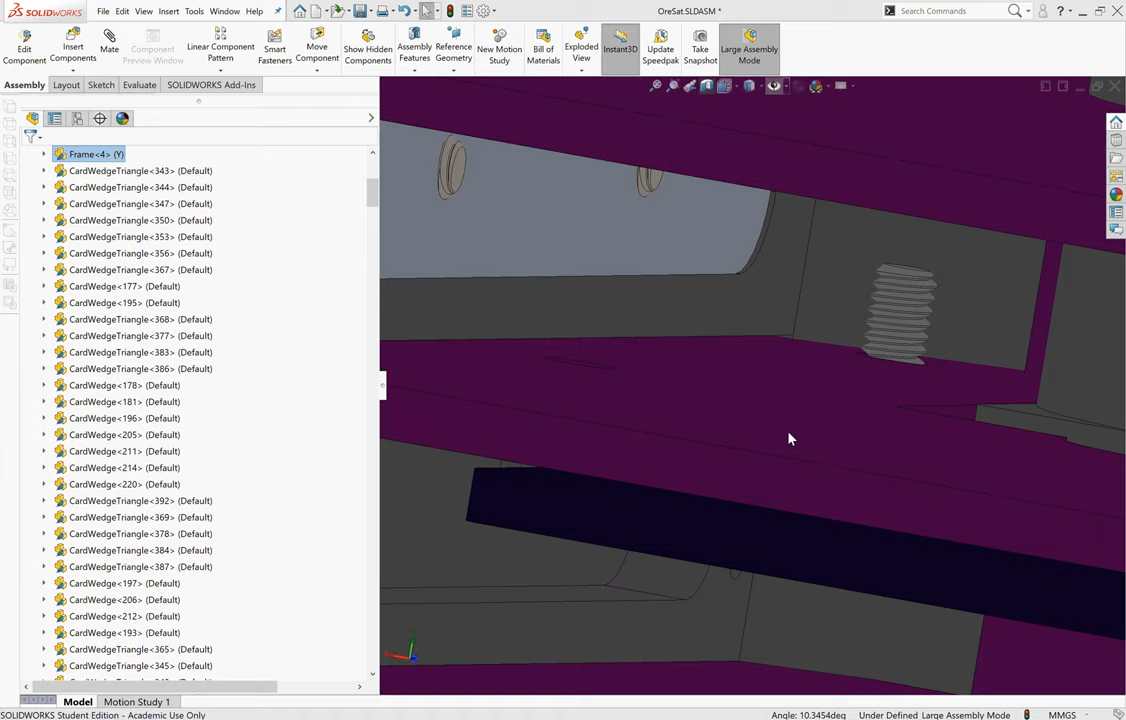 SOLIDWORKS File Edit View Insert Tools Window OreSat.SLDASM * Search Commands
Edit Component
Insert Components
Mate
Component Preview Window
Linear Component Pattern
Smart Fasteners
Move Component
Show Hidden Components
Assembly Features
Reference Geometry
New Motion Study
Bill of Materials
Exploded View
Instant3D
Update Speedpak
Take Snapshot
Large Assembly Mode
Assembly Layout Sketch Evaluate SOLIDWORKS Add-Ins
Frame<4> (Y)
CardWedgeTriangle<343> (Default)
CardWedgeTriangle<344> (Default)
CardWedgeTriangle<347> (Default)
CardWedgeTriangle<350> (Default)
CardWedgeTriangle<353> (Default)
CardWedgeTriangle<356> (Default)
CardWedgeTriangle<367> (Default)
CardWedge<177> (Default)
CardWedge<195> (Default)
CardWedgeTriangle<368> (Default)
CardWedgeTriangle<377> (Default)
CardWedgeTriangle<383> (Default)
CardWedgeTriangle<386> (Default)
CardWedge<178> (Default)
CardWedge<181> (Default)
CardWedge<196> (Default)
CardWedge<205> (Default)
CardWedge<211> (Default)
CardWedge<214> (Default)
CardWedge<220> (Default)
CardWedgeTriangle<392> (Default)
CardWedgeTriangle<369> (Default)
CardWedgeTriangle<378> (Default)
CardWedgeTriangle<384> (Default)
CardWedgeTriangle<387> (Default)
CardWedge<197> (Default)
CardWedge<206> (Default)
CardWedge<212> (Default)
CardWedge<193> (Default)
CardWedgeTriangle<365> (Default)
CardWedgeTriangle<345> (Default)
Model Motion Study 1
SOLIDWORKS Student Edition - Academic Use Only Angle: 10.3454deg Under Defined Large Assembly Mode MMGS